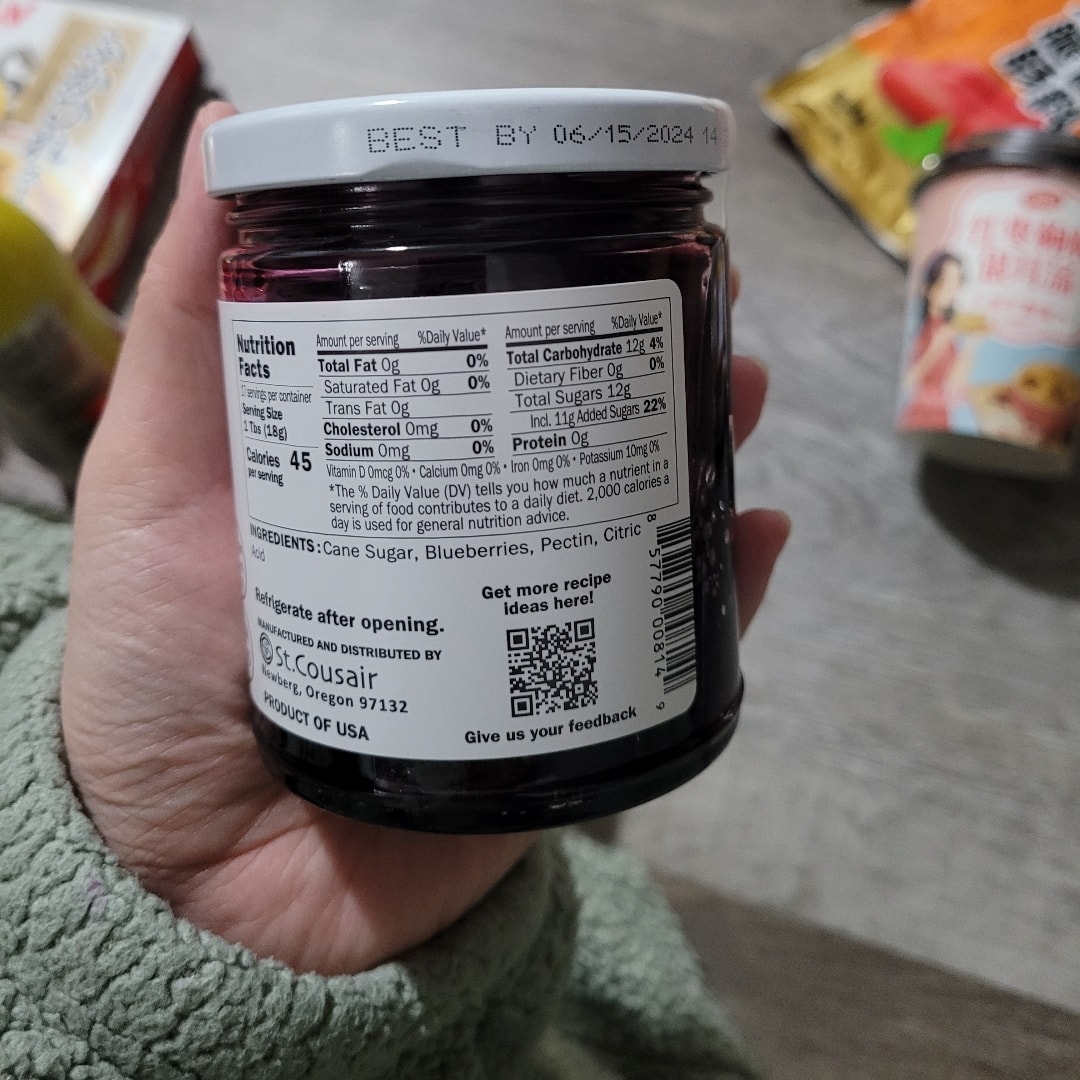 BEST BY 06/15/2024 14
Nutrition
Facts
17 servings per container
Serving Size
1 Tbs (18g)
Calories 45
per serving
Amount per serving %Daily Value*
Total Fat 0g 0%
Saturated Fat 0g 0%
Trans Fat 0g
Cholesterol 0mg 0%
Sodium 0mg 0%
Amount per serving %Daily Value*
Total Carbohydrate 12g 4%
Dietary Fiber 0g 0%
Total Sugars 12g
Incl. 11g Added Sugars 22%
Protein 0g
Vitamin D 0mcg 0% • Calcium 0mg 0% • Iron 0mg 0% • Potassium 10mg 0%
*The % Daily Value (DV) tells you how much a nutrient in a
serving of food contributes to a daily diet. 2,000 calories a
day is used for general nutrition advice.
INGREDIENTS: Cane Sugar, Blueberries, Pectin, Citric
Acid
Refrigerate after opening.
MANUFACTURED AND DISTRIBUTED BY
St.Cousair
Newberg, Oregon 97132
PRODUCT OF USA
Get more recipe
ideas here!
Give us your feedback
8 57790 00814 9